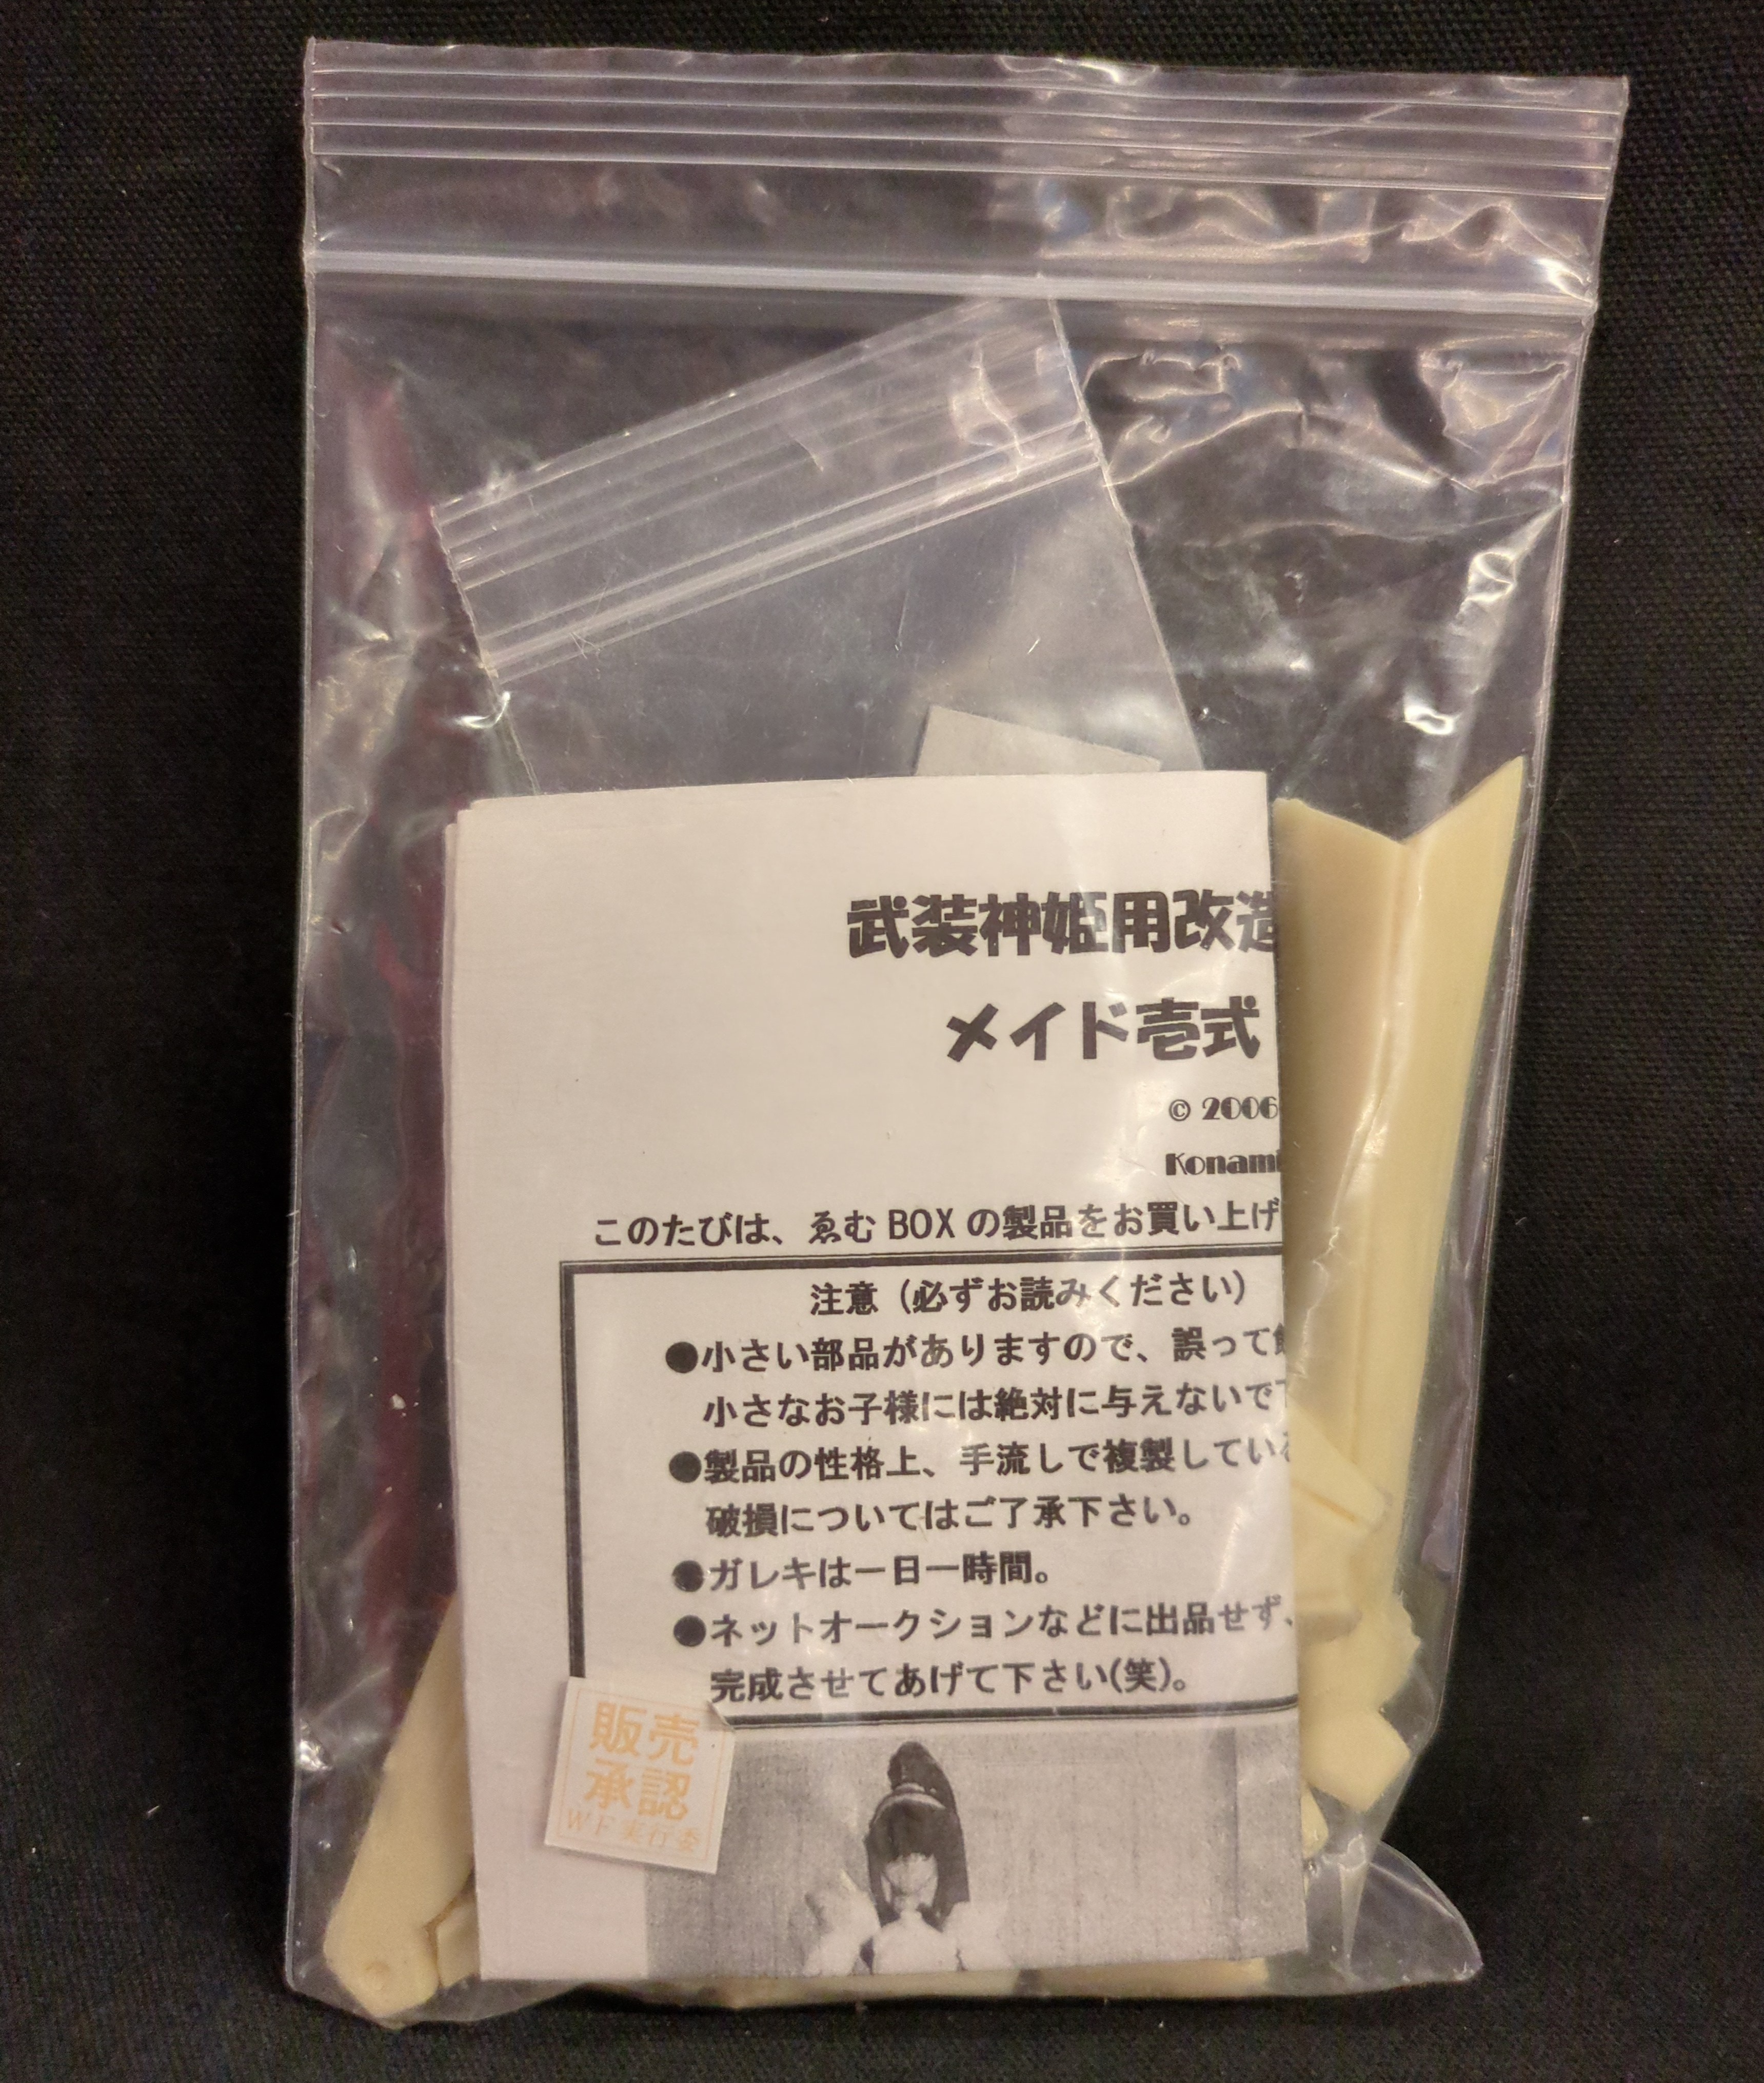 武装神姫用改造
メイド壱式
© 2006
Konami
このたびは、ゑむBOXの製品をお買い上げ
注意（必ずお読みください）
●小さい部品がありますので、誤って
小さなお子様には絶対に与えないで
●製品の性格上、手流しで複製している
破損についてはご了承下さい。
●ガレキは一日一時間。
●ネットオークションなどに出品せず、
完成させてあげて下さい(笑)。
販売
承認
WF実行委